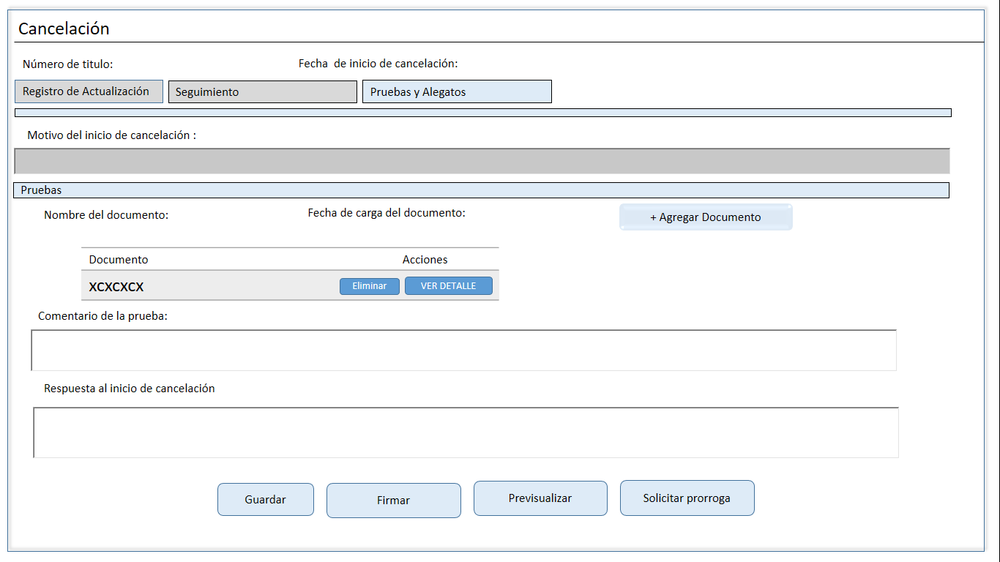 Cancelación
Número de titulo:
Fecha de inicio de cancelación:
Registro de Actualización
Seguimiento
Pruebas y Alegatos
Motivo del inicio de cancelación :
Pruebas
Nombre del documento:
Fecha de carga del documento:
+ Agregar Documento
Documento
Acciones
XCXCXCX
Eliminar
VER DETALLE
Comentario de la prueba:
Respuesta al inicio de cancelación
Guardar
Firmar
Previsualizar
Solicitar prorroga